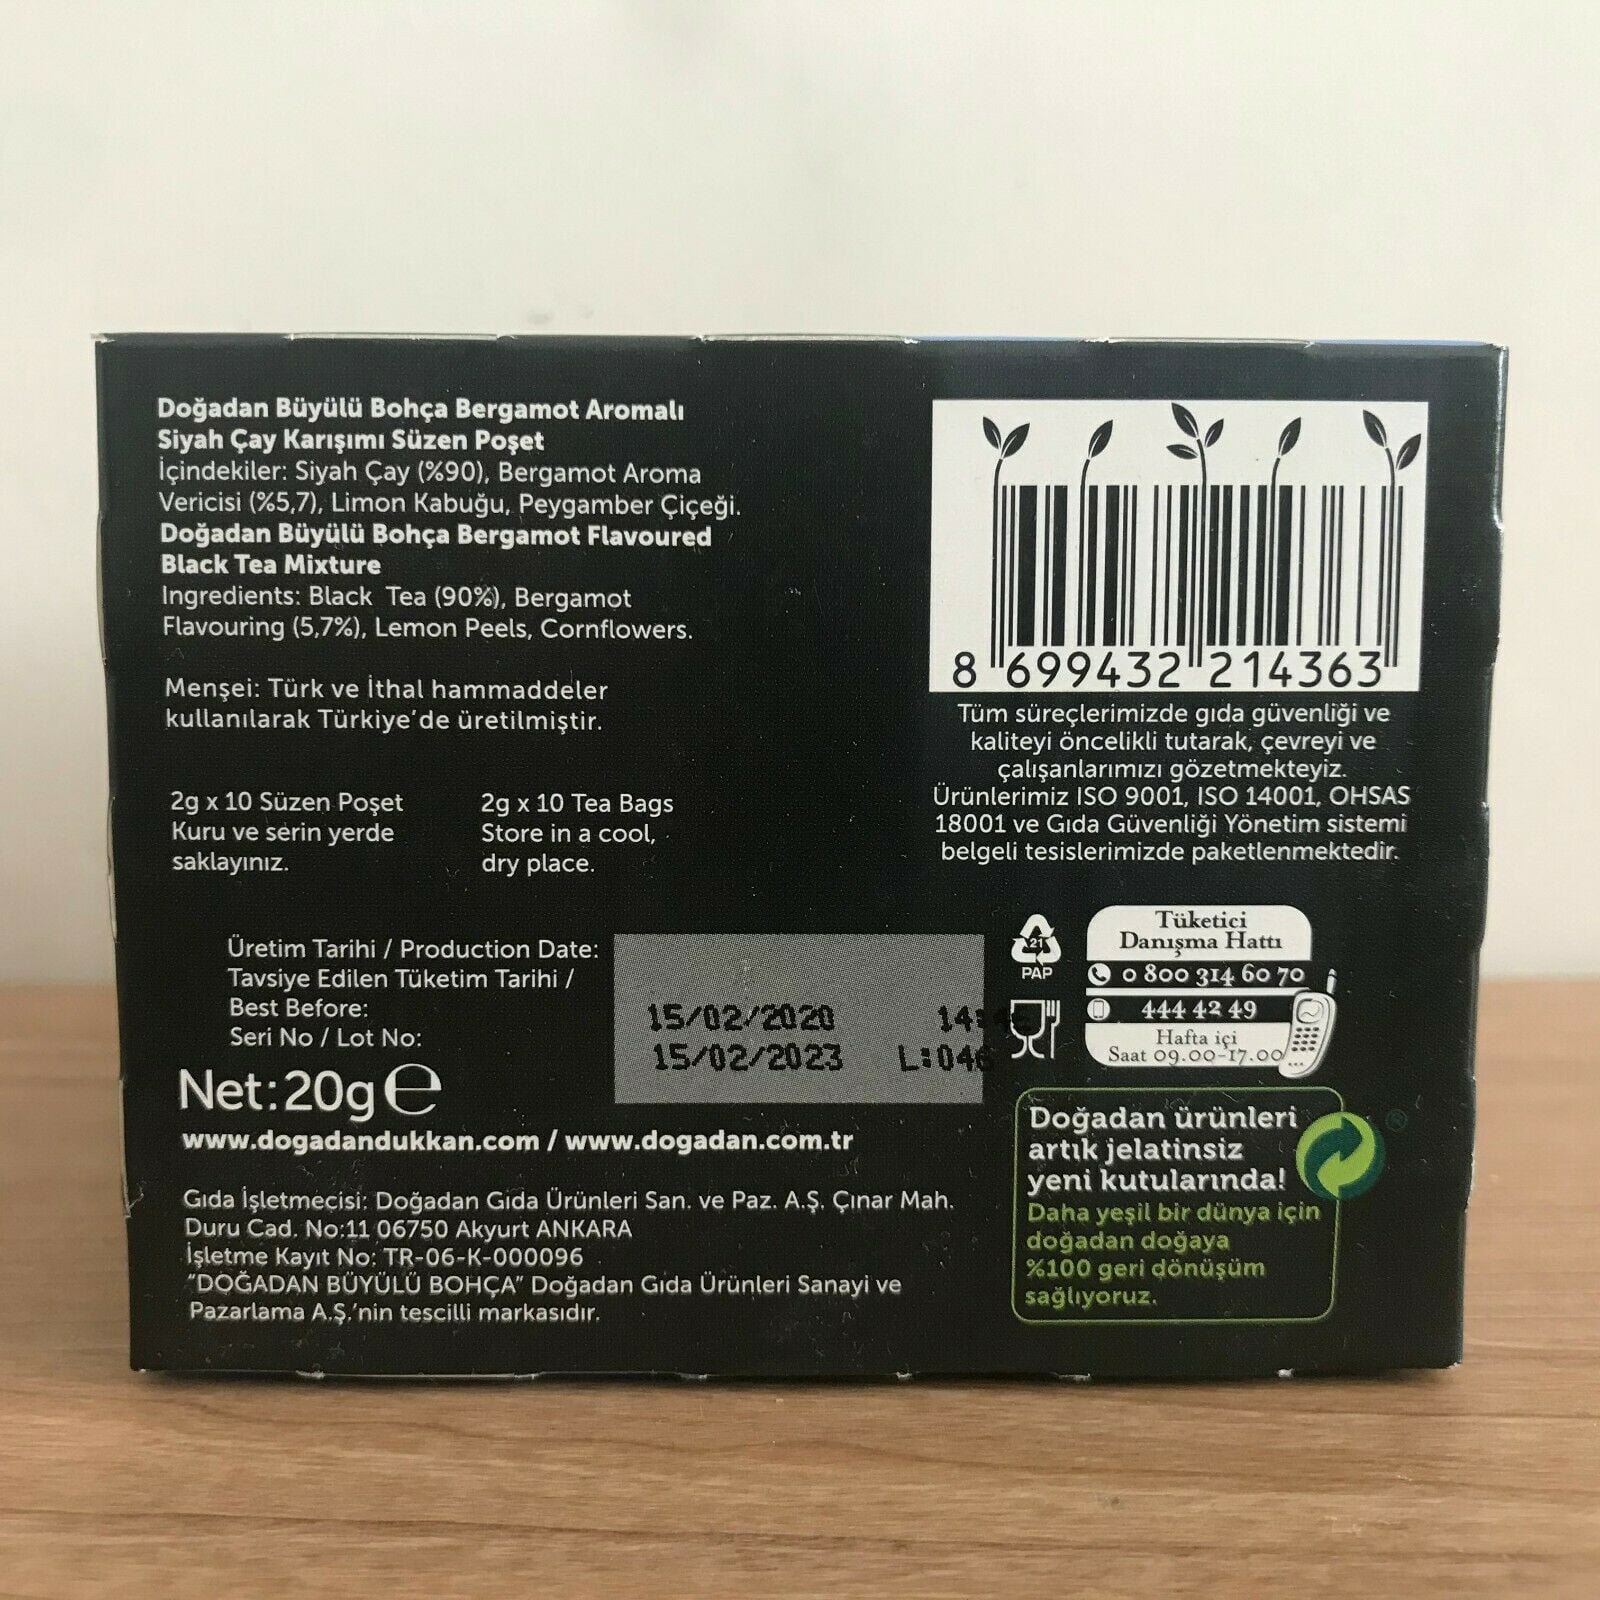 Doğadan Büyülü Bohça Bergamot Aromalı
Siyah Çay Karışımı Süzen Poşet
İçindekiler: Siyah Çay (%90), Bergamot Aroma
Vericisi (%5,7), Limon Kabuğu, Peygamber Çiçeği.
Doğadan Büyülü Bohça Bergamot Flavoured
Black Tea Mixture
Ingredients: Black Tea (90%), Bergamot
Flavouring (5,7%), Lemon Peels, Cornflowers.
Menşei: Türk ve İthal hammaddeler
kullanılarak Türkiye'de üretilmiştir.
2g x 10 Süzen Poşet
Kuru ve serin yerde
saklayınız.
2g x 10 Tea Bags
Store in a cool,
dry place.
Üretim Tarihi / Production Date:
Tavsiye Edilen Tüketim Tarihi /
Best Before:
Seri No / Lot No:
15/02/2020
15/02/2023 L:046
Net:20g ℮
www.dogadandukkan.com / www.dogadan.com.tr
Gıda İşletmecisi: Doğadan Gıda Ürünleri San. ve Paz. A.Ş. Çınar Mah.
Duru Cad. No:11 06750 Akyurt ANKARA
İşletme Kayıt No: TR-06-K-000096
"DOĞADAN BÜYÜLÜ BOHÇA" Doğadan Gıda Ürünleri Sanayi ve
Pazarlama A.Ş.'nin tescilli markasıdır.
8 699432 214363
Tüm süreçlerimizde gıda güvenliği ve
kaliteyi öncelikli tutarak, çevreyi ve
çalışanlarımızı gözetmekteyiz.
Ürünlerimiz ISO 9001, ISO 14001, OHSAS
18001 ve Gıda Güvenliği Yönetim sistemi
belgeli tesislerimizde paketlenmektedir.
21
PAP
Tüketici
Danışma Hattı
0 800 314 60 70
444 42 49
Hafta içi
Saat 09.00-17.00
Doğadan ürünleri
artık jelatinsiz
yeni kutularında!
®
Daha yeşil bir dünya için
doğadan doğaya
%100 geri dönüşüm
sağlıyoruz.